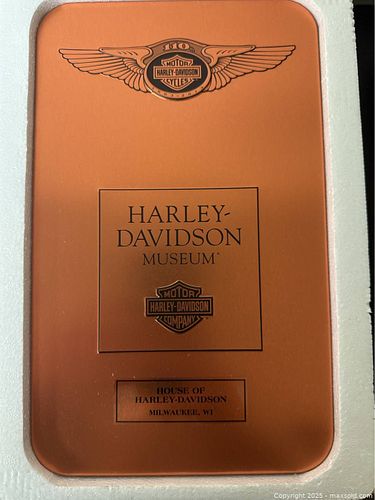 110
MOTOR
HARLEY-DAVIDSON
CYCLES
HARLEY-
DAVIDSON
MUSEUM
MOTOR
HARLEY-DAVIDSON
COMPANY
HOUSE OF
HARLEY-DAVIDSON
MILWAUKEE, WI
Copyright © 2025 - maxsold.com